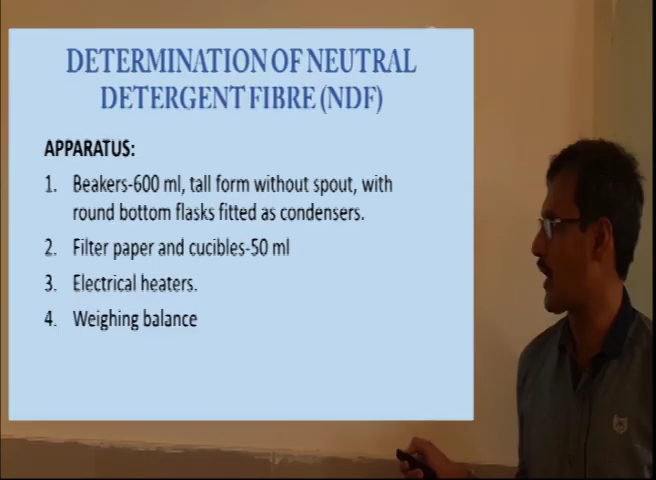 DETERMINATION OF NEUTRAL
DETERGENT FIBRE (NDF)
APPARATUS:
1. Beakers-600 ml, tall form without spout, with
round bottom flasks fitted as condensers.
2. Filter paper and cucibles-50 ml
3. Electrical heaters.
4. Weighing balance